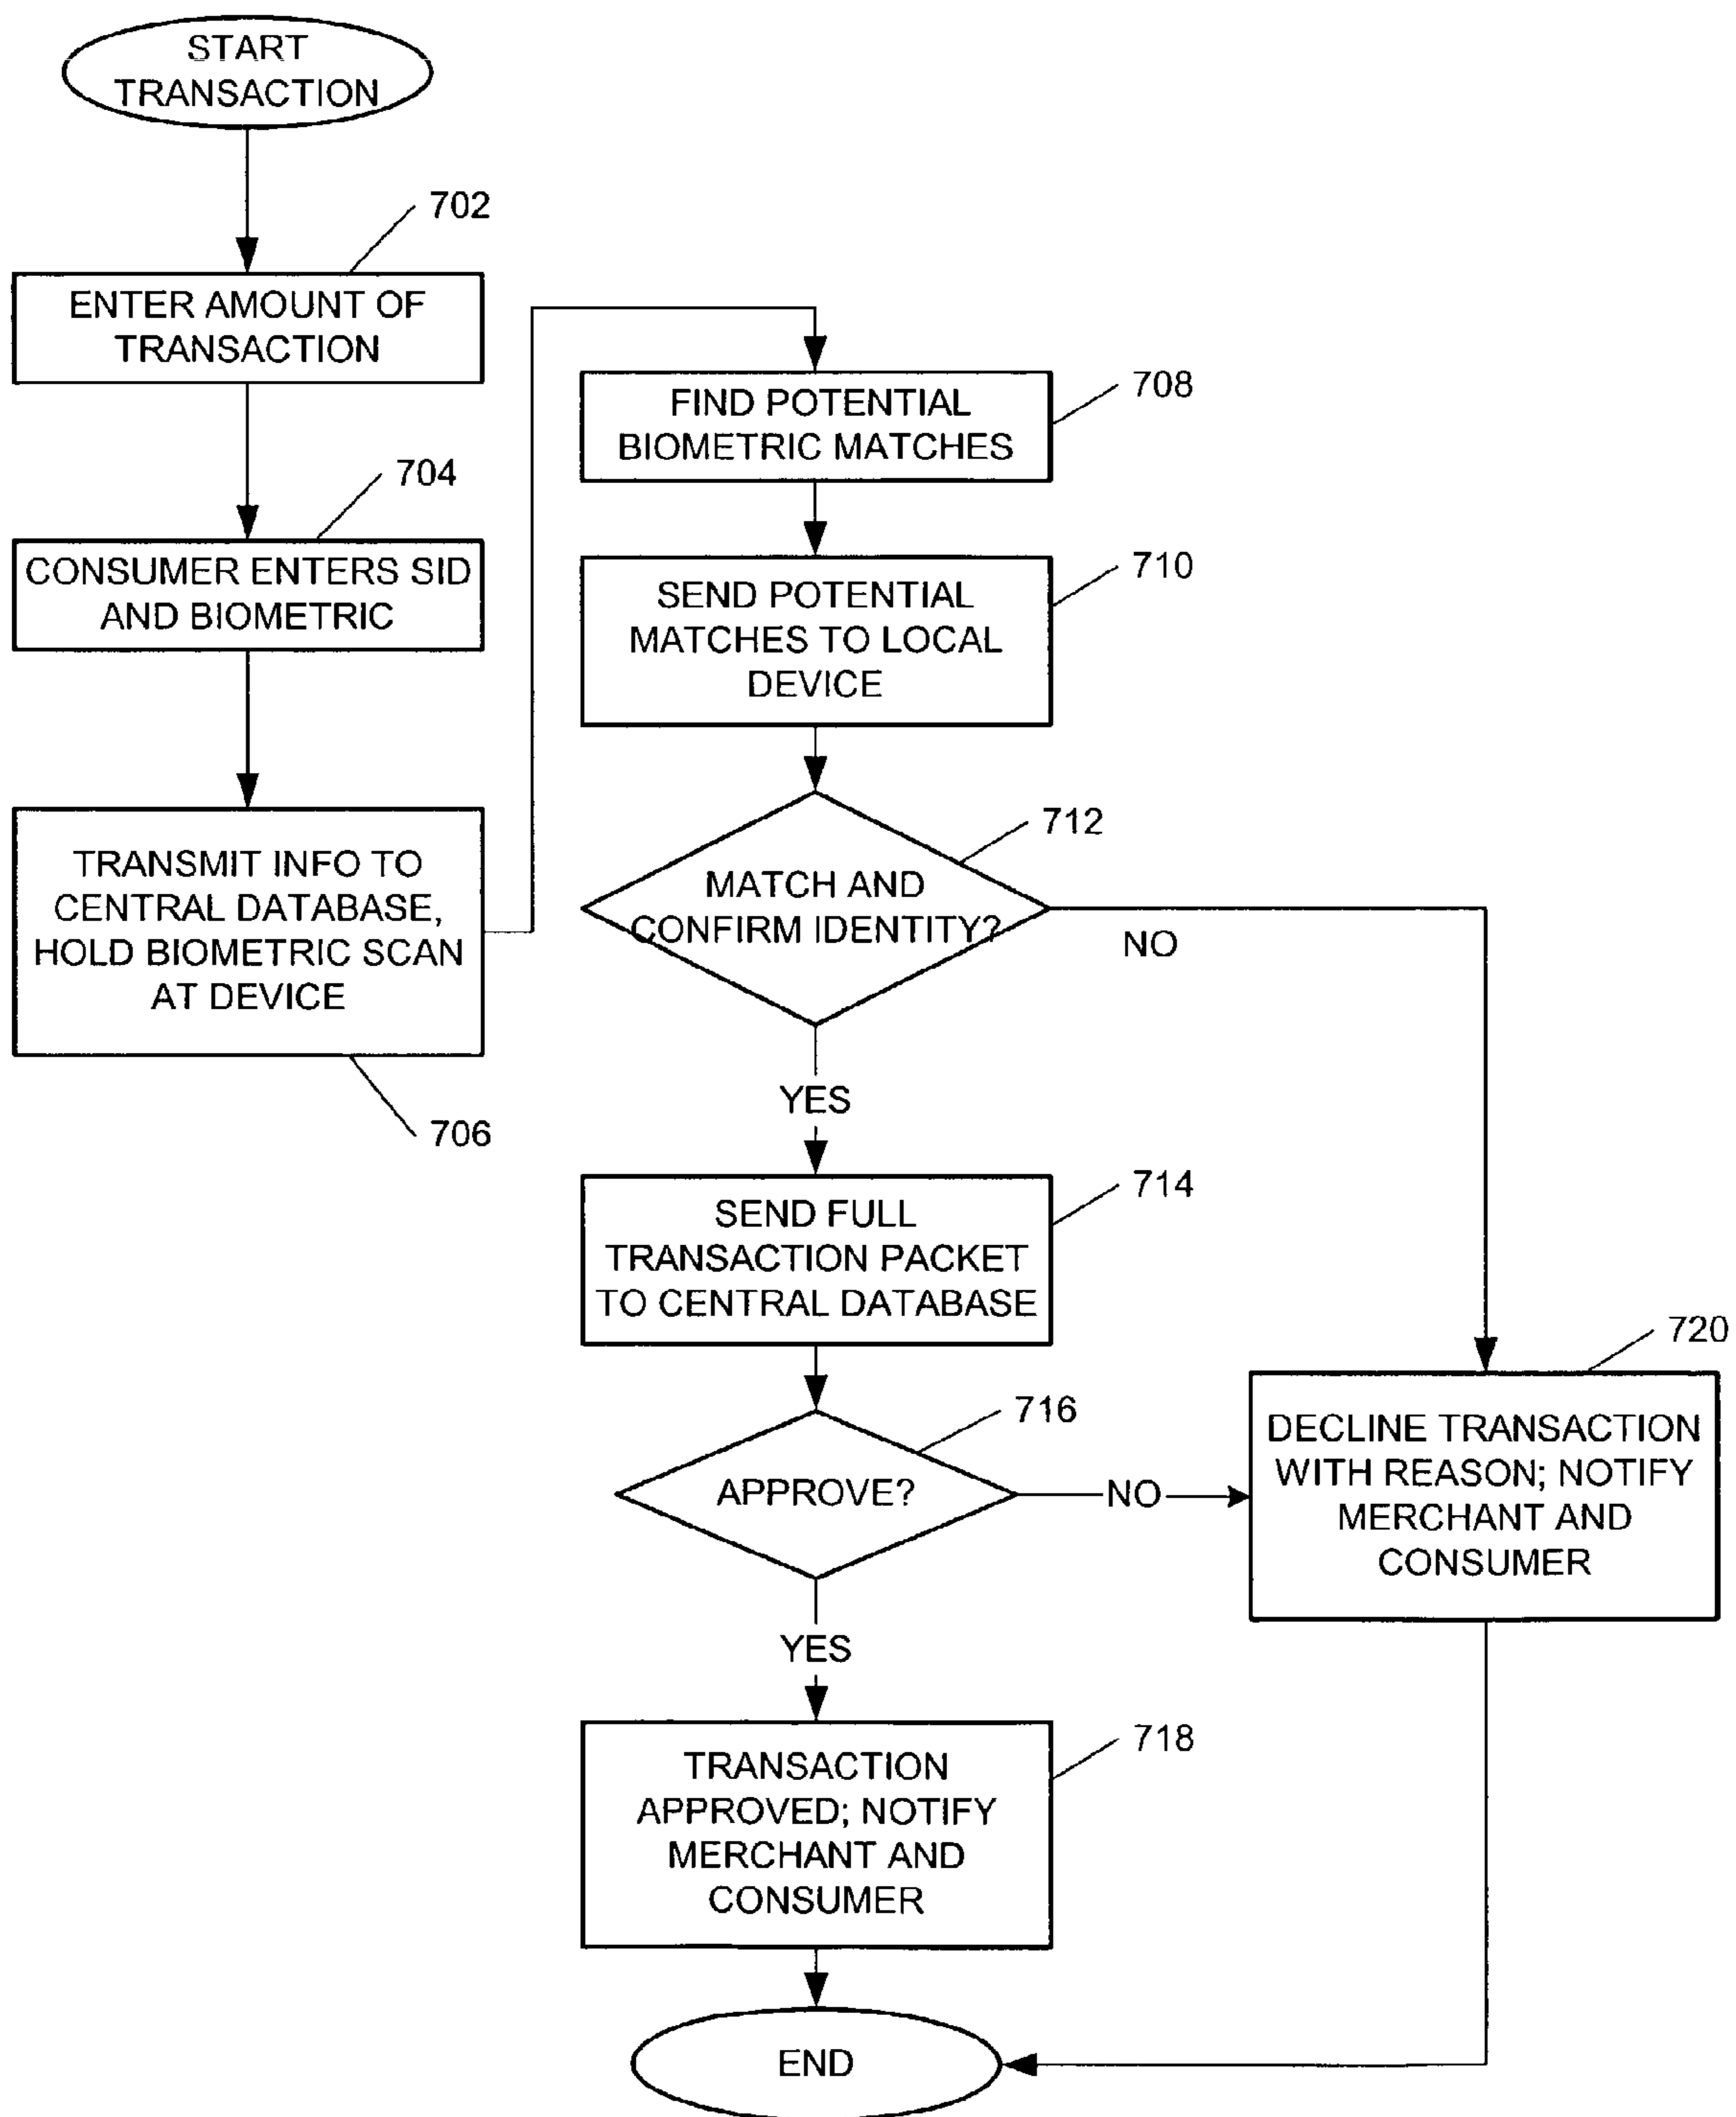 START
TRANSACTION
702
ENTER AMOUNT OF
TRANSACTION
704
CONSUMER ENTERS SID
AND BIOMETRIC
TRANSMIT INFO TO
CENTRAL DATABASE,
HOLD BIOMETRIC SCAN
AT DEVICE
706
708
FIND POTENTIAL
BIOMETRIC MATCHES
710
SEND POTENTIAL
MATCHES TO LOCAL
DEVICE
712
MATCH AND
CONFIRM IDENTITY?
NO
YES
714
SEND FULL
TRANSACTION PACKET
TO CENTRAL DATABASE
716
APPROVE?
NO
YES
720
DECLINE TRANSACTION
WITH REASON; NOTIFY
MERCHANT AND
CONSUMER
718
TRANSACTION
APPROVED; NOTIFY
MERCHANT AND
CONSUMER
END